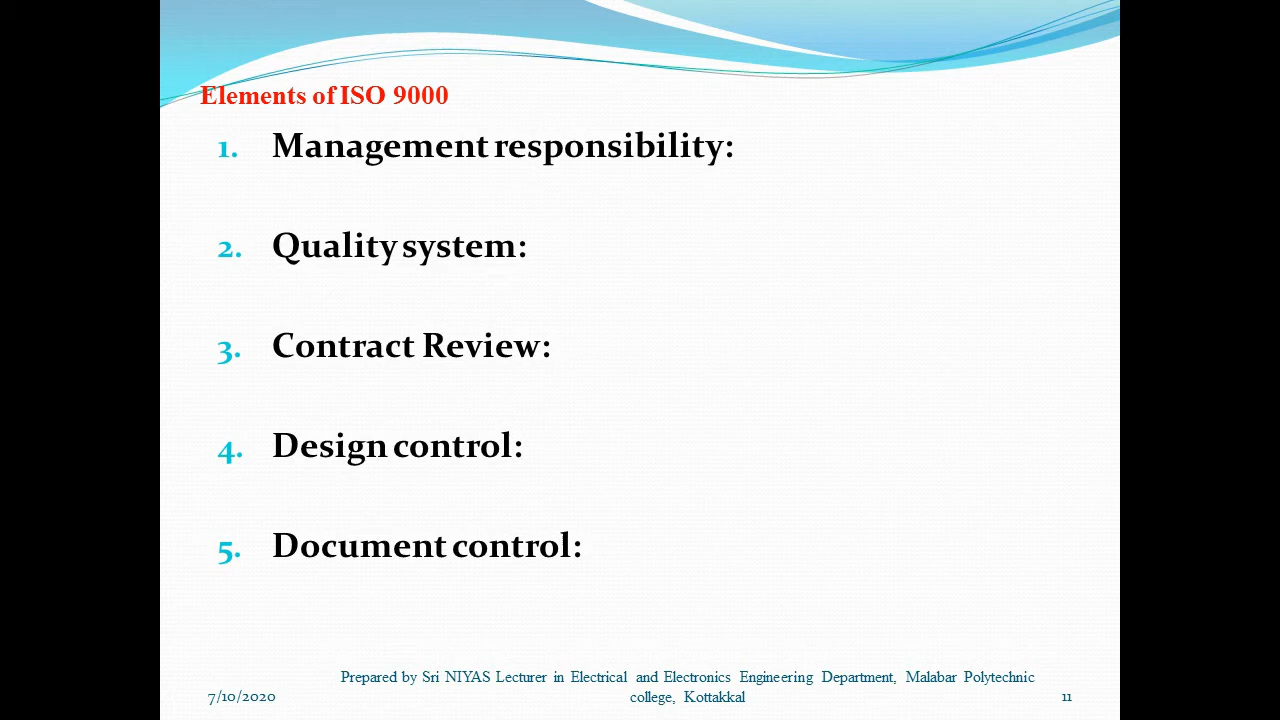 Elements of ISO 9000
1. Management responsibility:
2. Quality system:
3. Contract Review:
4. Design control:
5. Document control:
Prepared by Sri NIYAS Lecturer in Electrical and Electronics Engineering Department, Malabar Polytechnic
7/10/2020 college, Kottakkal 11